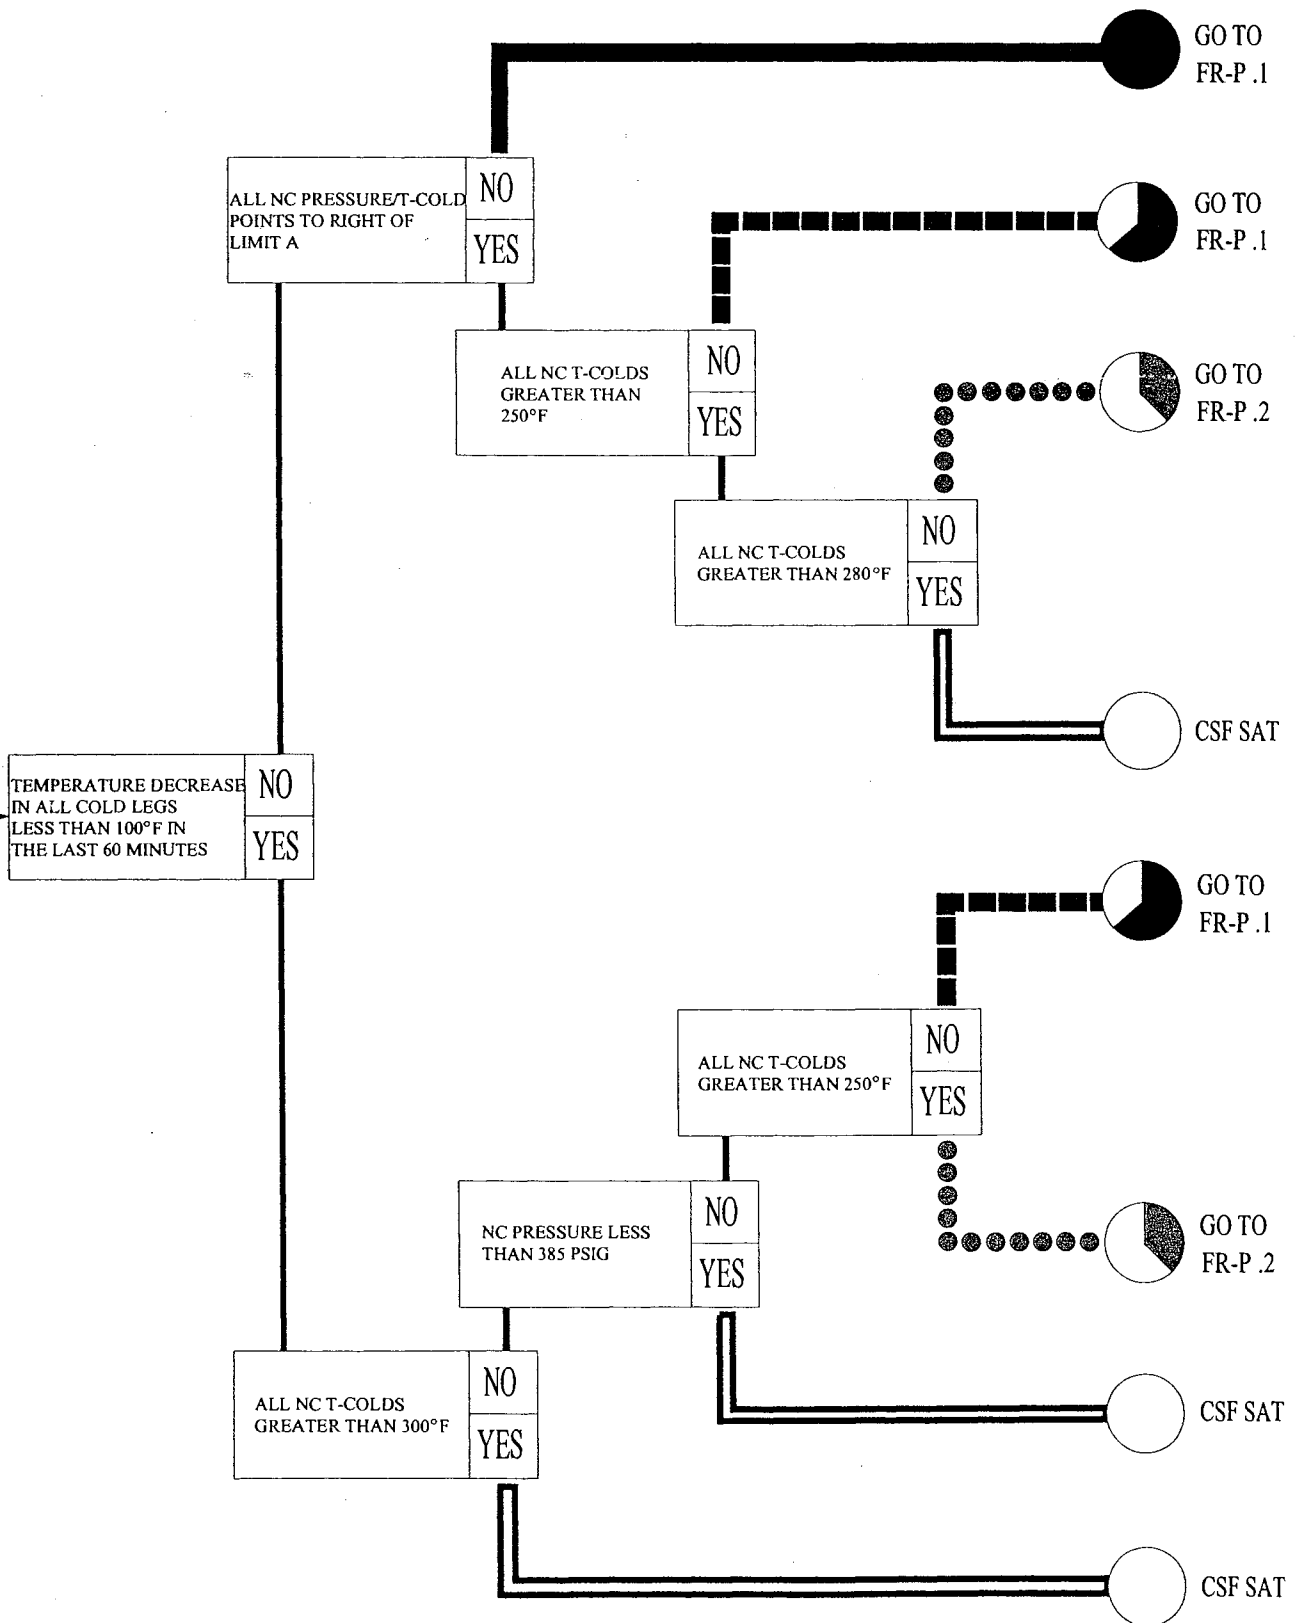 GO TO
FR-P .1
ALL NC PRESSURE/T-COLD
POINTS TO RIGHT OF
LIMIT A
NO
YES
GO TO
FR-P .1
ALL NC T-COLDS
GREATER THAN
250°F
NO
YES
GO TO
FR-P .2
ALL NC T-COLDS
GREATER THAN 280°F
NO
YES
CSF SAT
TEMPERATURE DECREASE
IN ALL COLD LEGS
LESS THAN 100°F IN
THE LAST 60 MINUTES
NO
YES
GO TO
FR-P .1
ALL NC T-COLDS
GREATER THAN 250°F
NO
YES
NC PRESSURE LESS
THAN 385 PSIG
NO
YES
GO TO
FR-P .2
ALL NC T-COLDS
GREATER THAN 300°F
NO
YES
CSF SAT
CSF SAT